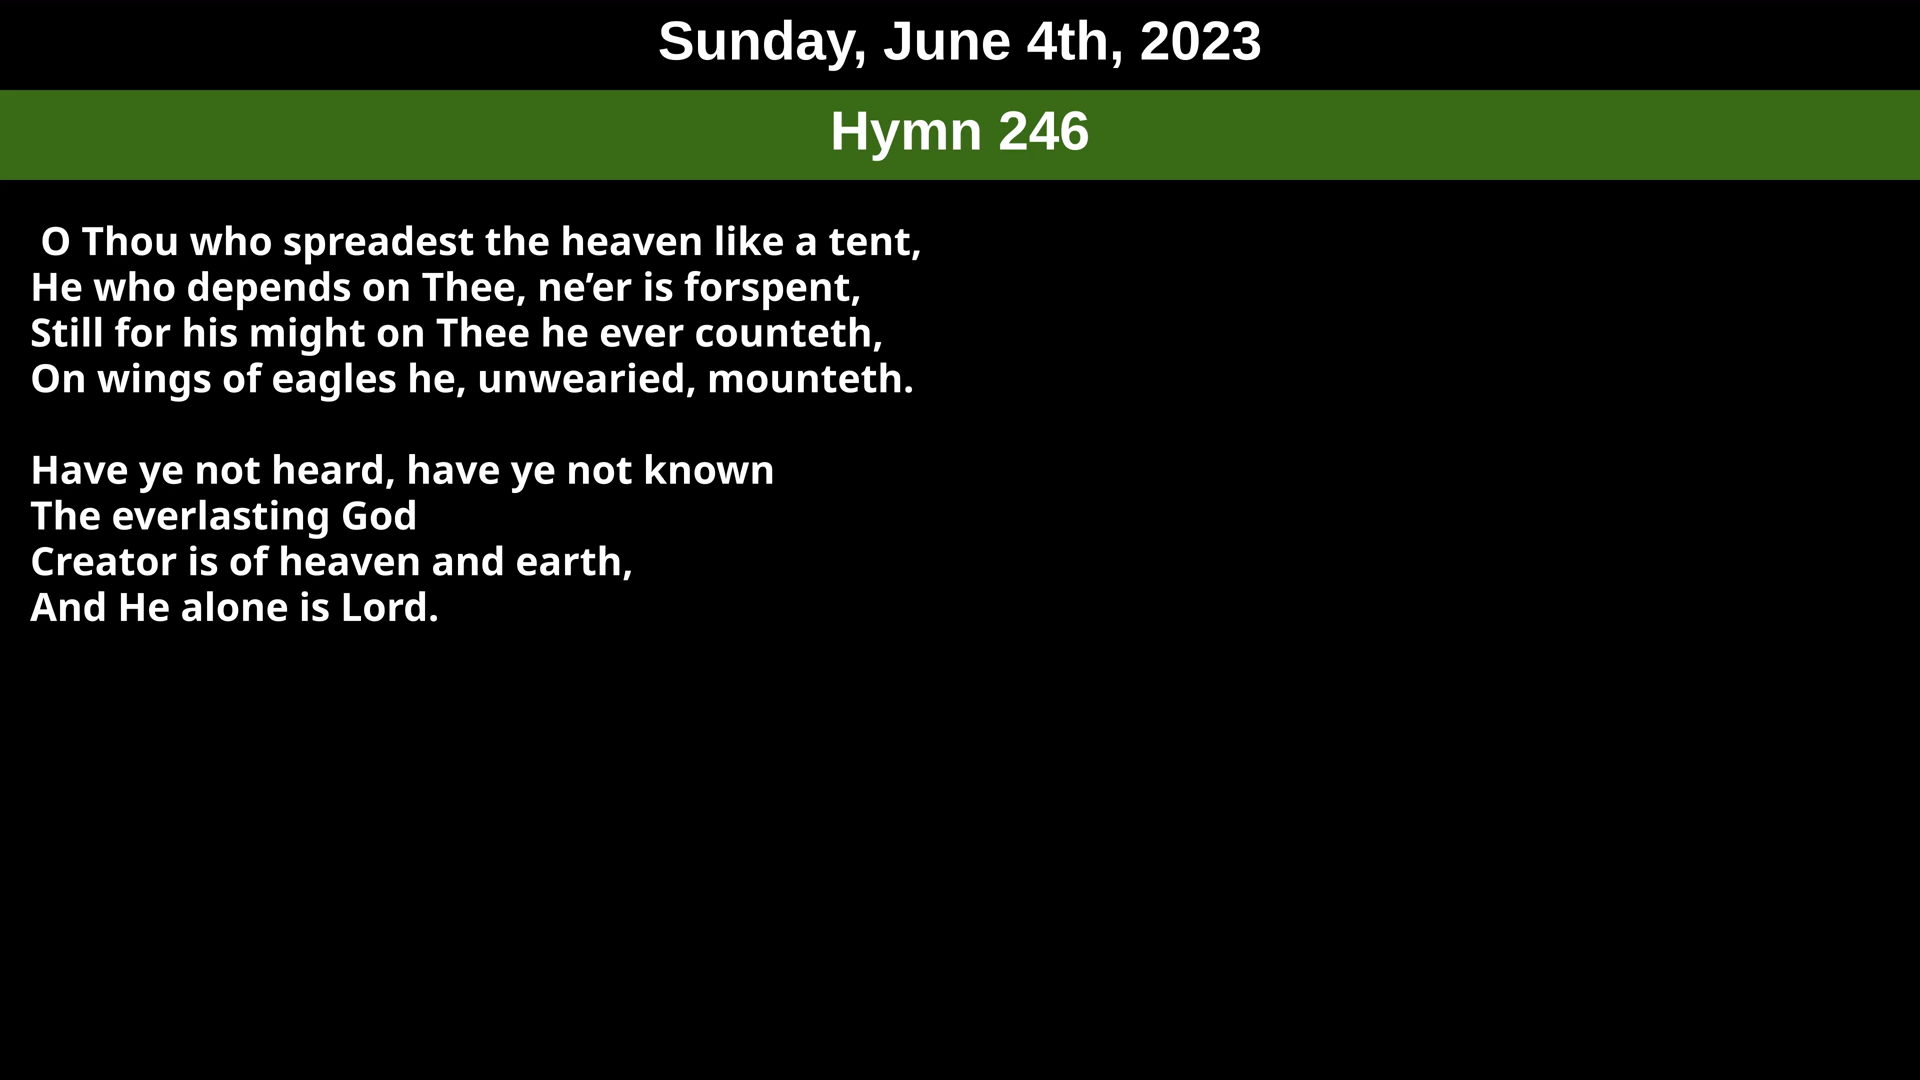 Sunday, June 4th, 2023
Hymn 246
O Thou who spreadest the heaven like a tent,
He who depends on Thee, ne’er is forspent,
Still for his might on Thee he ever counteth,
On wings of eagles he, unwearied, mounteth.
Have ye not heard, have ye not known
The everlasting God
Creator is of heaven and earth,
And He alone is Lord.